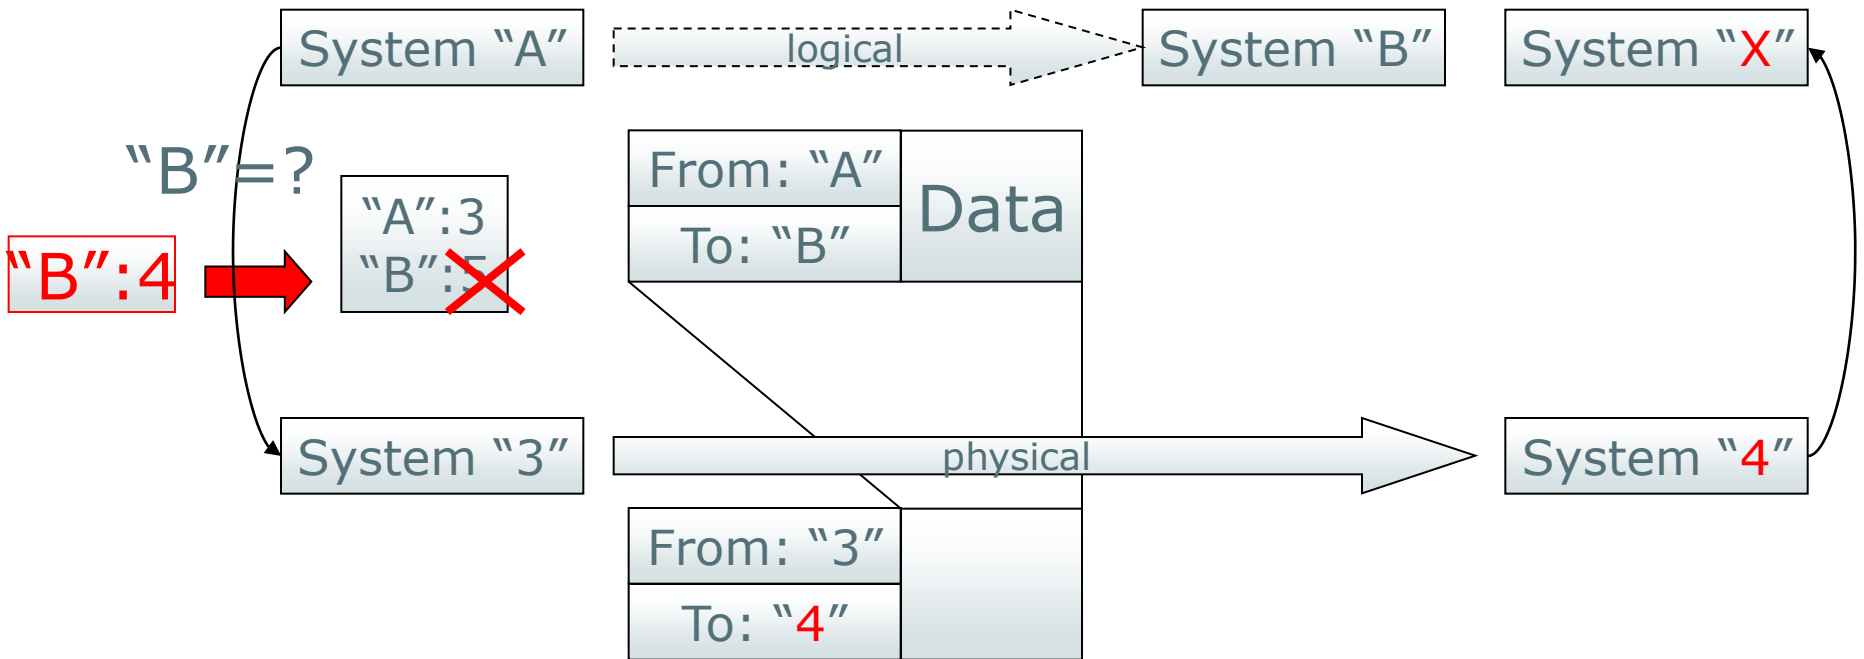 System “A”
logical
System “B”
System “X”
“B”=?
“A”:3
“B”:5
“B”:4
From: “A”
To: “B”
Data
System “3”
physical
System “4”
From: “3”
To: “4”